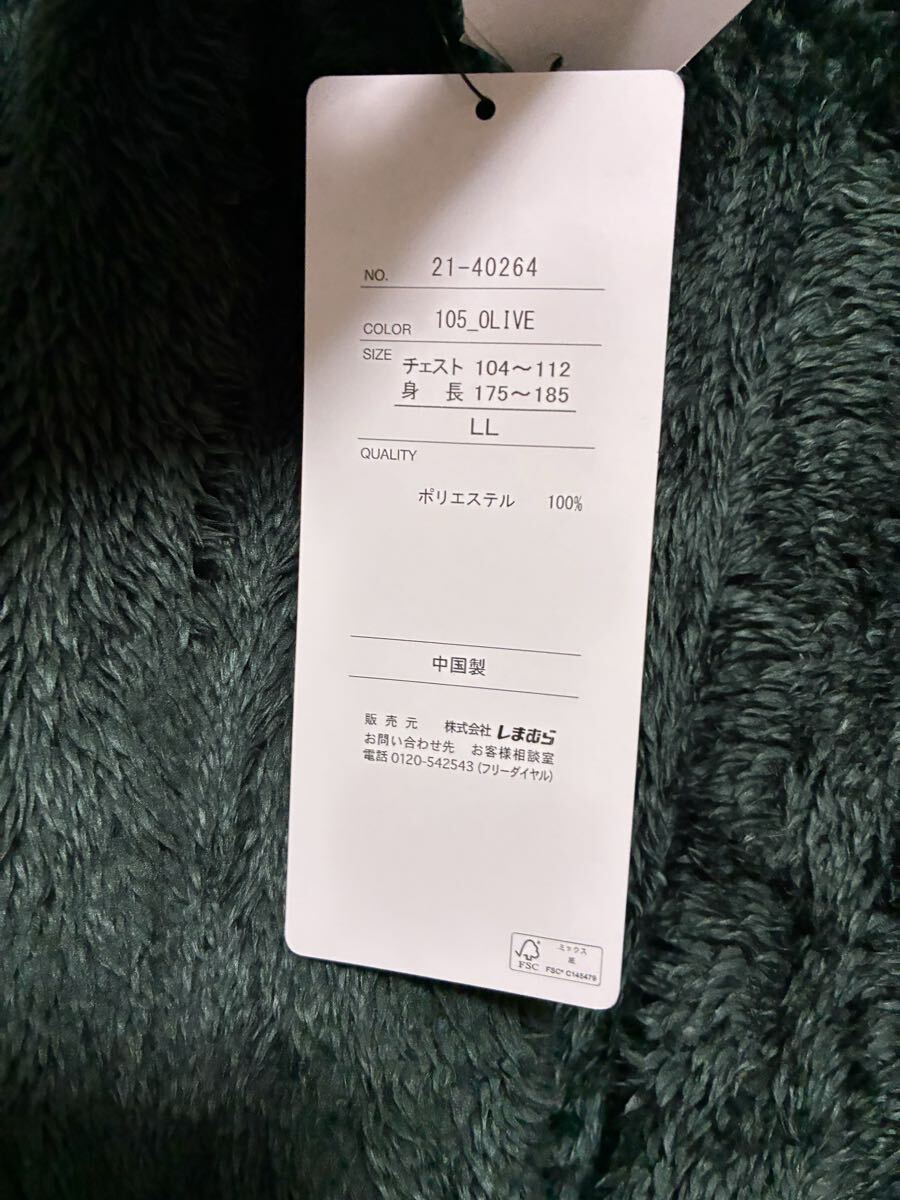 NO. 21-40264
COLOR 105_OLIVE
SIZE チェスト 104～112
身長 175～185
LL
QUALITY
ポリエステル 100%
中国製
販売元 株式会社 しまむら
お問い合わせ先 お客様相談室
電話 0120-542543 (フリーダイヤル)
ミックス
紙
FSC FSC® C145479